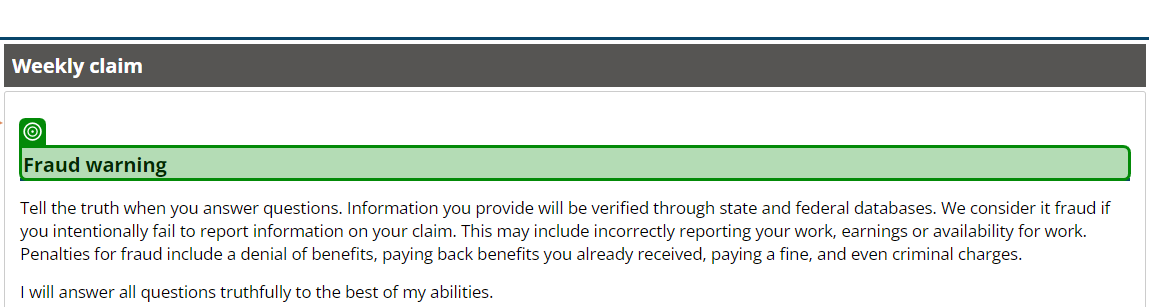 Weekly claim
Fraud warning
Tell the truth when you answer questions. Information you provide will be verified through state and federal databases. We consider it fraud if
you intentionally fail to report information on your claim. This may include incorrectly reporting your work, earnings or availability for work.
Penalties for fraud include a denial of benefits, paying back benefits you already received, paying a fine, and even criminal charges.
I will answer all questions truthfully to the best of my abilities.